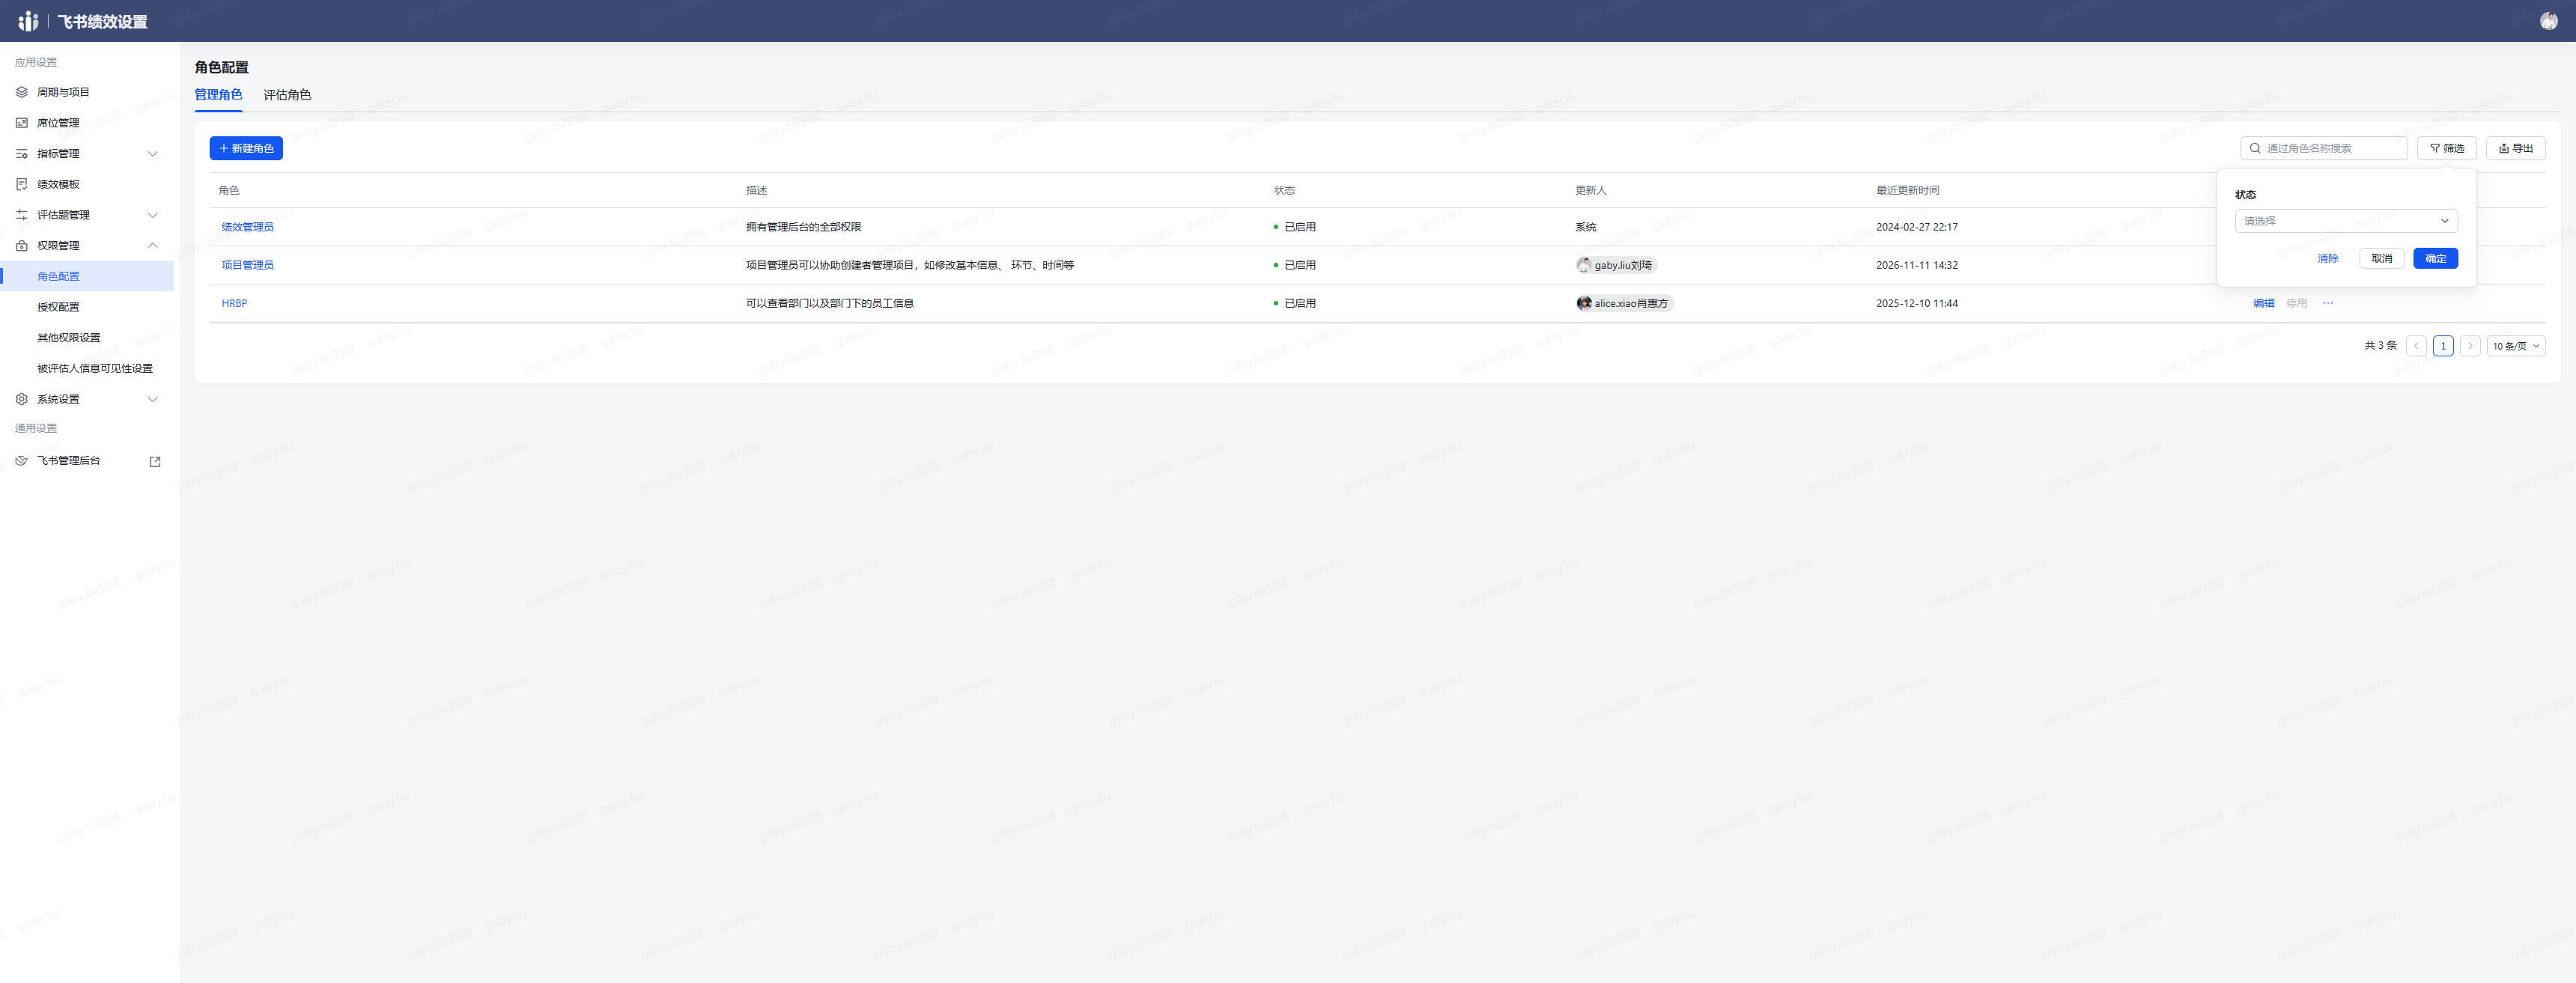 飞书绩效设置
应用设置
周期与项目
席位管理
指标管理
绩效模板
评估题管理
权限管理
角色配置
授权配置
其他权限设置
被评估人信息可见性设置
系统设置
通用设置
飞书管理后台
角色配置
管理角色 评估角色
新建角色 通过角色名称搜索 筛选 导出
角色 描述 状态 更新人 最近更新时间
绩效管理员 拥有管理后台的全部权限 已启用 系统 2024-02-27 22:17
项目管理员 项目管理员可以协助创建者管理项目，如修改基本信息、 环节、时间等 已启用 gaby.liu刘琦 2026-11-11 14:32
HRBP 可以查看部门以及部门下的员工信息 已启用 alice.xiao肖惠方 2025-12-10 11:44 编辑 停用 ···
状态
请选择
清除 取消 确定
共 3 条 1 10 条/页
gaby.liu刘琦 gaby.liu